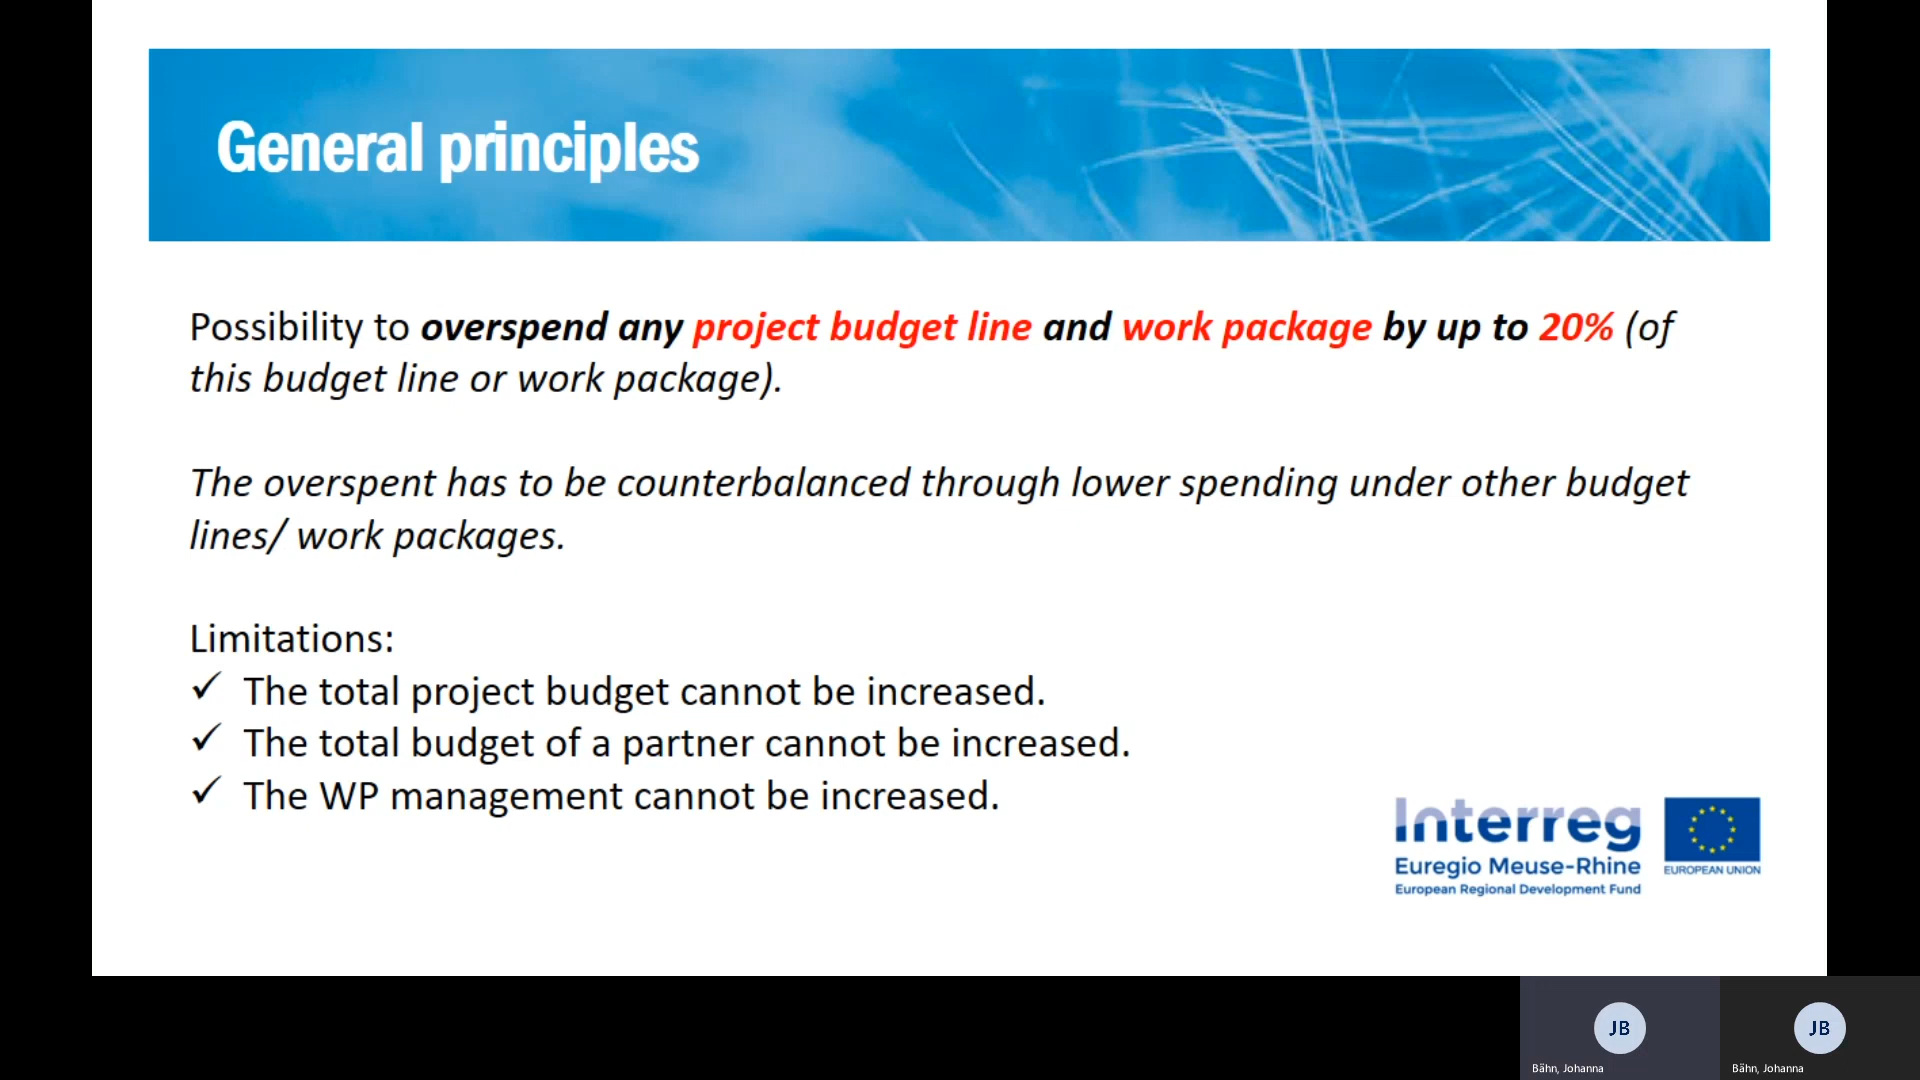 General principles
Possibility to overspend any project budget line and work package by up to 20% (of
this budget line or work package).
The overspent has to be counterbalanced through lower spending under other budget
lines/ work packages.
Limitations:
✓ The total project budget cannot be increased.
✓ The total budget of a partner cannot be increased.
✓ The WP management cannot be increased.
Interreg
Euregio Meuse-Rhine
European Regional Development Fund
EUROPEAN UNION
JB
Bähn, Johanna
JB
Bähn, Johanna